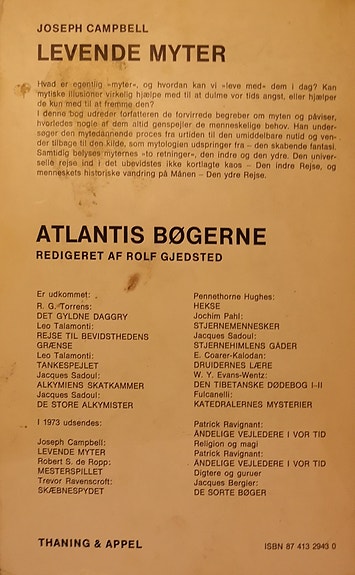 JOSEPH CAMPBELL
LEVENDE MYTER
Hvad er egentlig »myter», og hvordan kan vi »leve med» dem i dag? Kan
mytiske illusioner virkelig hjælpe med til at dulme vor tids angst, eller hjælper
de kun med til at fremme den?
I denne bog udreder forfatteren de forvirrede begreber om myten og påviser,
hvorledes nogle af dem altid genspejler de menneskelige behov. Han under-
søger den mytedannende proces fra urtiden til den umiddelbare nutid og ven-
der tilbage til den kilde, som mytologien udspringer fra – den skabende fantasi.
Samtidig belyses myternes »to retninger», den indre og den ydre. Den univer-
selle rejse ind i det ubevidstes ikke kortlagte kaos – Den indre Rejse, og
menneskets historiske vandring på Månen – Den ydre Rejse.
ATLANTIS BØGERNE
REDIGERET AF ROLF GJEDSTED
Er udkommet:
R. G. Torrens:
DET GYLDNE DAGGRY
Leo Talamonti:
REJSE TIL BEVIDSTHEDENS
GRÆNSE
Leo Talamonti:
TANKESPEJLET
Jacques Sadoul:
ALKYMIENS SKATKAMMER
Jacques Sadoul:
DE STORE ALKYMISTER
I 1973 udsendes:
Joseph Campbell:
LEVENDE MYTER
Robert S. de Ropp:
MESTERSPILLET
Trevor Ravenscroft:
SKÆBNESPYDET
Pennethorne Hughes:
HEKSE
Jochim Pahl:
STJERNEMENNESKER
Jacques Sadoul:
STJERNEHIMLENS GÅDER
E. Coarer-Kalodan:
DRUIDERNES LÆRE
W. Y. Evans-Wentz:
DEN TIBETANSKE DØDEBOG I–II
Fulcanelli:
KATEDRALERNES MYSTERIER
Patrick Ravignant:
ÅNDELIGE VEJLEDERE I VOR TID
Religion og magi
Patrick Ravignant:
ÅNDELIGE VEJLEDERE I VOR TID
Digtere og guruer
Jacques Bergier:
DE SORTE BØGER
THANING & APPEL
ISBN 87 413 2943 0